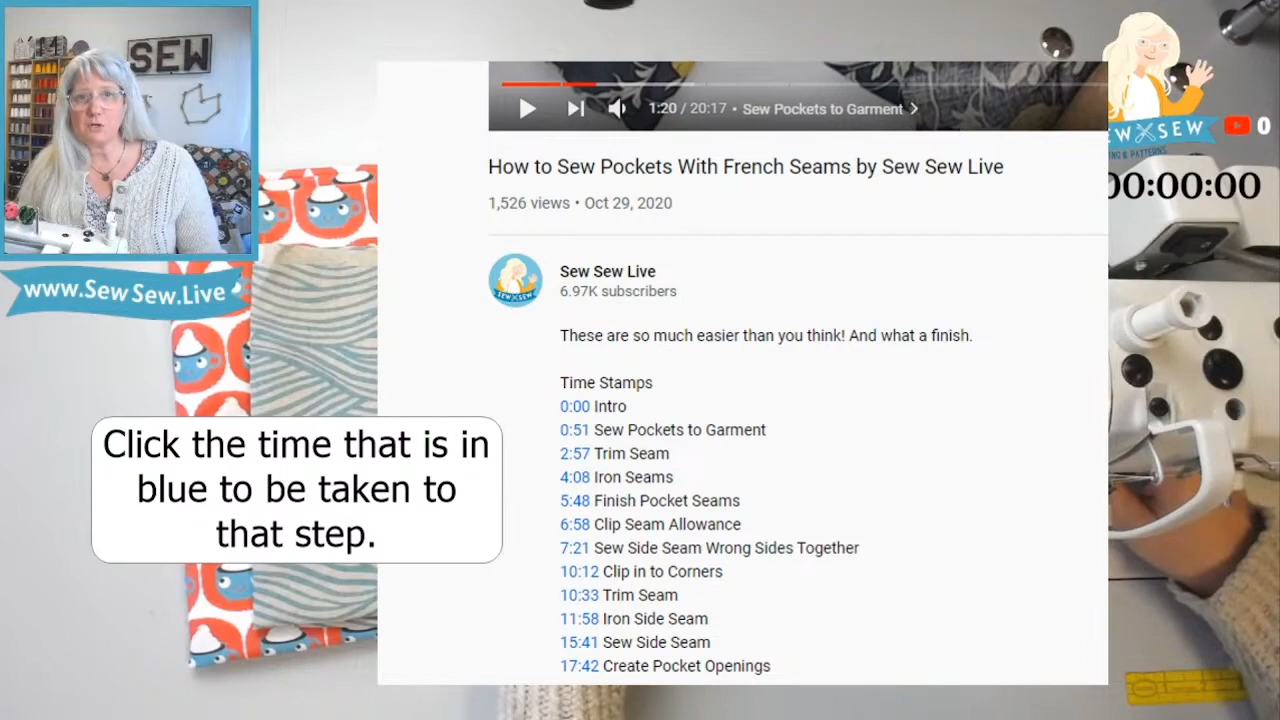 SEW
www.SewSew.Live
1:20 / 20:17 • Sew Pockets to Garment >
How to Sew Pockets With French Seams by Sew Sew Live
1,526 views • Oct 29, 2020
Sew Sew Live
6.97K subscribers
These are so much easier than you think! And what a finish.
Time Stamps
0:00 Intro
0:51 Sew Pockets to Garment
2:57 Trim Seam
4:08 Iron Seams
5:48 Finish Pocket Seams
6:58 Clip Seam Allowance
7:21 Sew Side Seam Wrong Sides Together
10:12 Clip in to Corners
10:33 Trim Seam
11:58 Iron Side Seam
15:41 Sew Side Seam
17:42 Create Pocket Openings
Click the time that is in
blue to be taken to
that step.
EW SEW
0
& PATTERNS
00:00:00